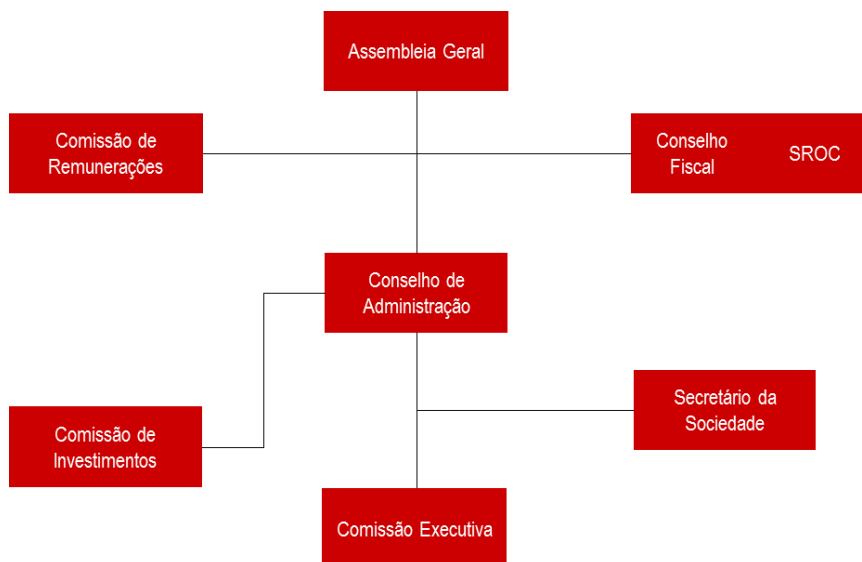 Assembleia Geral
Comissão de
Remunerações
Conselho
Fiscal
SROC
Conselho de
Administração
Secretário da
Sociedade
Comissão de
Investimentos
Comissão Executiva